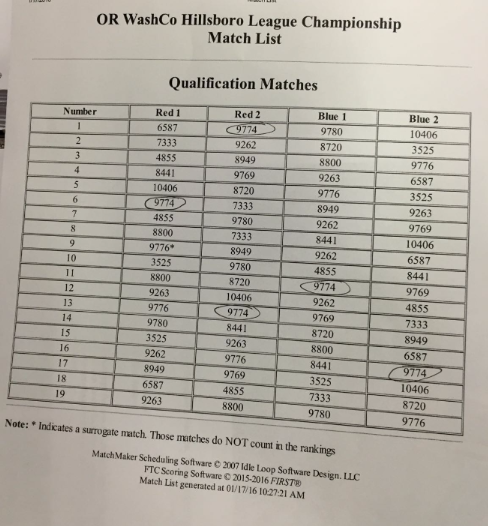 OR WashCo Hillsboro League Championship
Match List
Qualification Matches
Number Red 1 Red 2 Blue 1 Blue 2
1 6587 9774 9780 10406
2 7333 9262 8720 3525
3 4855 8949 8800 9776
4 8441 9769 9263 6587
5 10406 8720 9776 3525
6 9774 7333 8949 9263
7 4855 9780 9262 9769
8 8800 7333 8441 10406
9 9776* 8949 9262 6587
10 3525 9780 4855 8441
11 8800 8720 9774 9769
12 9263 10406 9262 4855
13 9776 9774 9769 7333
14 9780 8441 8720 8949
15 3525 9263 8800 6587
16 9262 9776 8441 9774
17 8949 9769 3525 10406
18 6587 4855 7333 8720
19 9263 8800 9780 9776
Note: * Indicates a surrogate match. Those matches do NOT count in the rankings
MatchMaker Scheduling Software © 2007 Idle Loop Software Design, LLC
FTC Scoring Software © 2015-2016 FIRST®
Match List generated at 01/17/16 10:27:21 AM